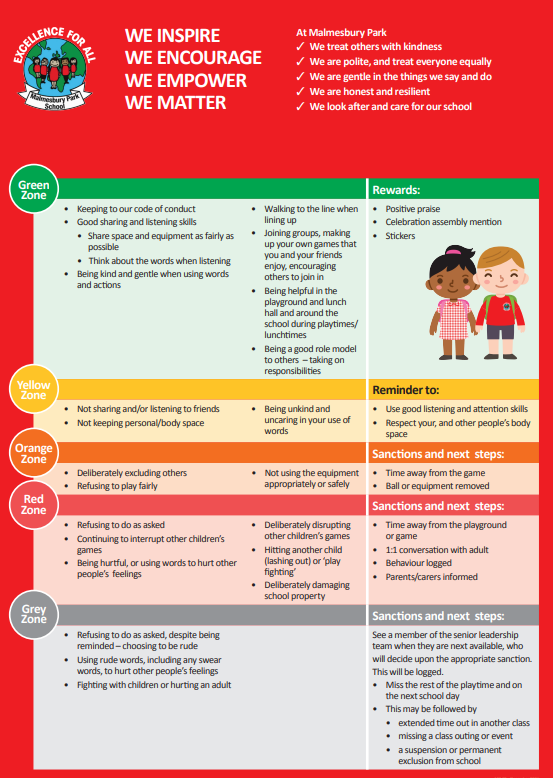 EXCELLENCE FOR ALL
Malmesbury Park
School
WE INSPIRE
WE ENCOURAGE
WE EMPOWER
WE MATTER
At Malmesbury Park
✓ We treat others with kindness
✓ We are polite, and treat everyone equally
✓ We are gentle in the things we say and do
✓ We are honest and resilient
✓ We look after and care for our school
Green
Zone
• Keeping to our code of conduct
• Good sharing and listening skills
• Share space and equipment as fairly as
possible
• Think about the words when listening
• Being kind and gentle when using words
and actions
• Walking to the line when
lining up
• Joining groups, making
up your own games that
you and your friends
enjoy, encouraging
others to join in
• Being helpful in the
playground and lunch
hall and around the
school during playtimes/
lunchtimes
• Being a good role model
to others – taking on
responsibilities
Rewards:
• Positive praise
• Celebration assembly mention
• Stickers
Yellow
Zone
• Not sharing and/or listening to friends
• Not keeping personal/body space
• Being unkind and
uncaring in your use of
words
Reminder to:
• Use good listening and attention skills
• Respect your, and other people's body
space
Orange
Zone
• Deliberately excluding others
• Refusing to play fairly
• Not using the equipment
appropriately or safely
Sanctions and next steps:
• Time away from the game
• Ball or equipment removed
Red
Zone
• Refusing to do as asked
• Continuing to interrupt other children's
games
• Being hurtful, or using words to hurt other
people's feelings
• Deliberately disrupting
other children's games
• Hitting another child
(lashing out) or 'play
fighting'
• Deliberately damaging
school property
Sanctions and next steps:
• Time away from the playground
or game
• 1:1 conversation with adult
• Behaviour logged
• Parents/carers informed
Grey
Zone
• Refusing to do as asked, despite being
reminded – choosing to be rude
• Using rude words, including any swear
words, to hurt other people's feelings
• Fighting with children or hurting an adult
Sanctions and next steps:
See a member of the senior leadership
team when they are next available, who
will decide upon the appropriate sanction.
This will be logged.
• Miss the rest of the playtime and on
the next school day
• This may be followed by
• extended time out in another class
• missing a class outing or event
• a suspension or permanent
exclusion from school